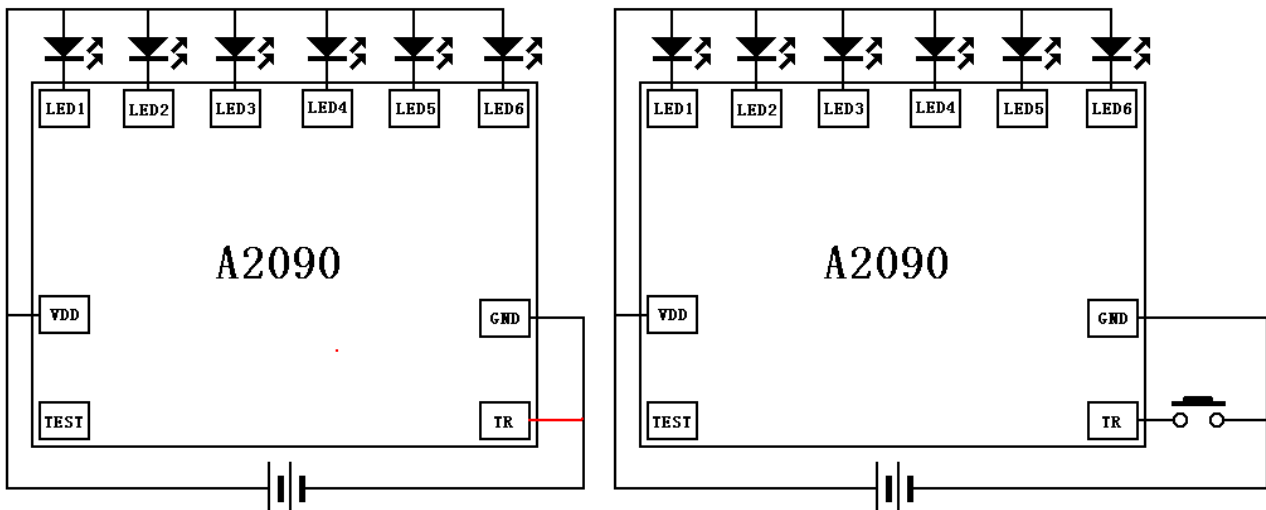 LED1 LED2 LED3 LED4 LED5 LED6
A2090
VDD
GND
TEST
TR
LED1 LED2 LED3 LED4 LED5 LED6
A2090
VDD
GND
TEST
TR